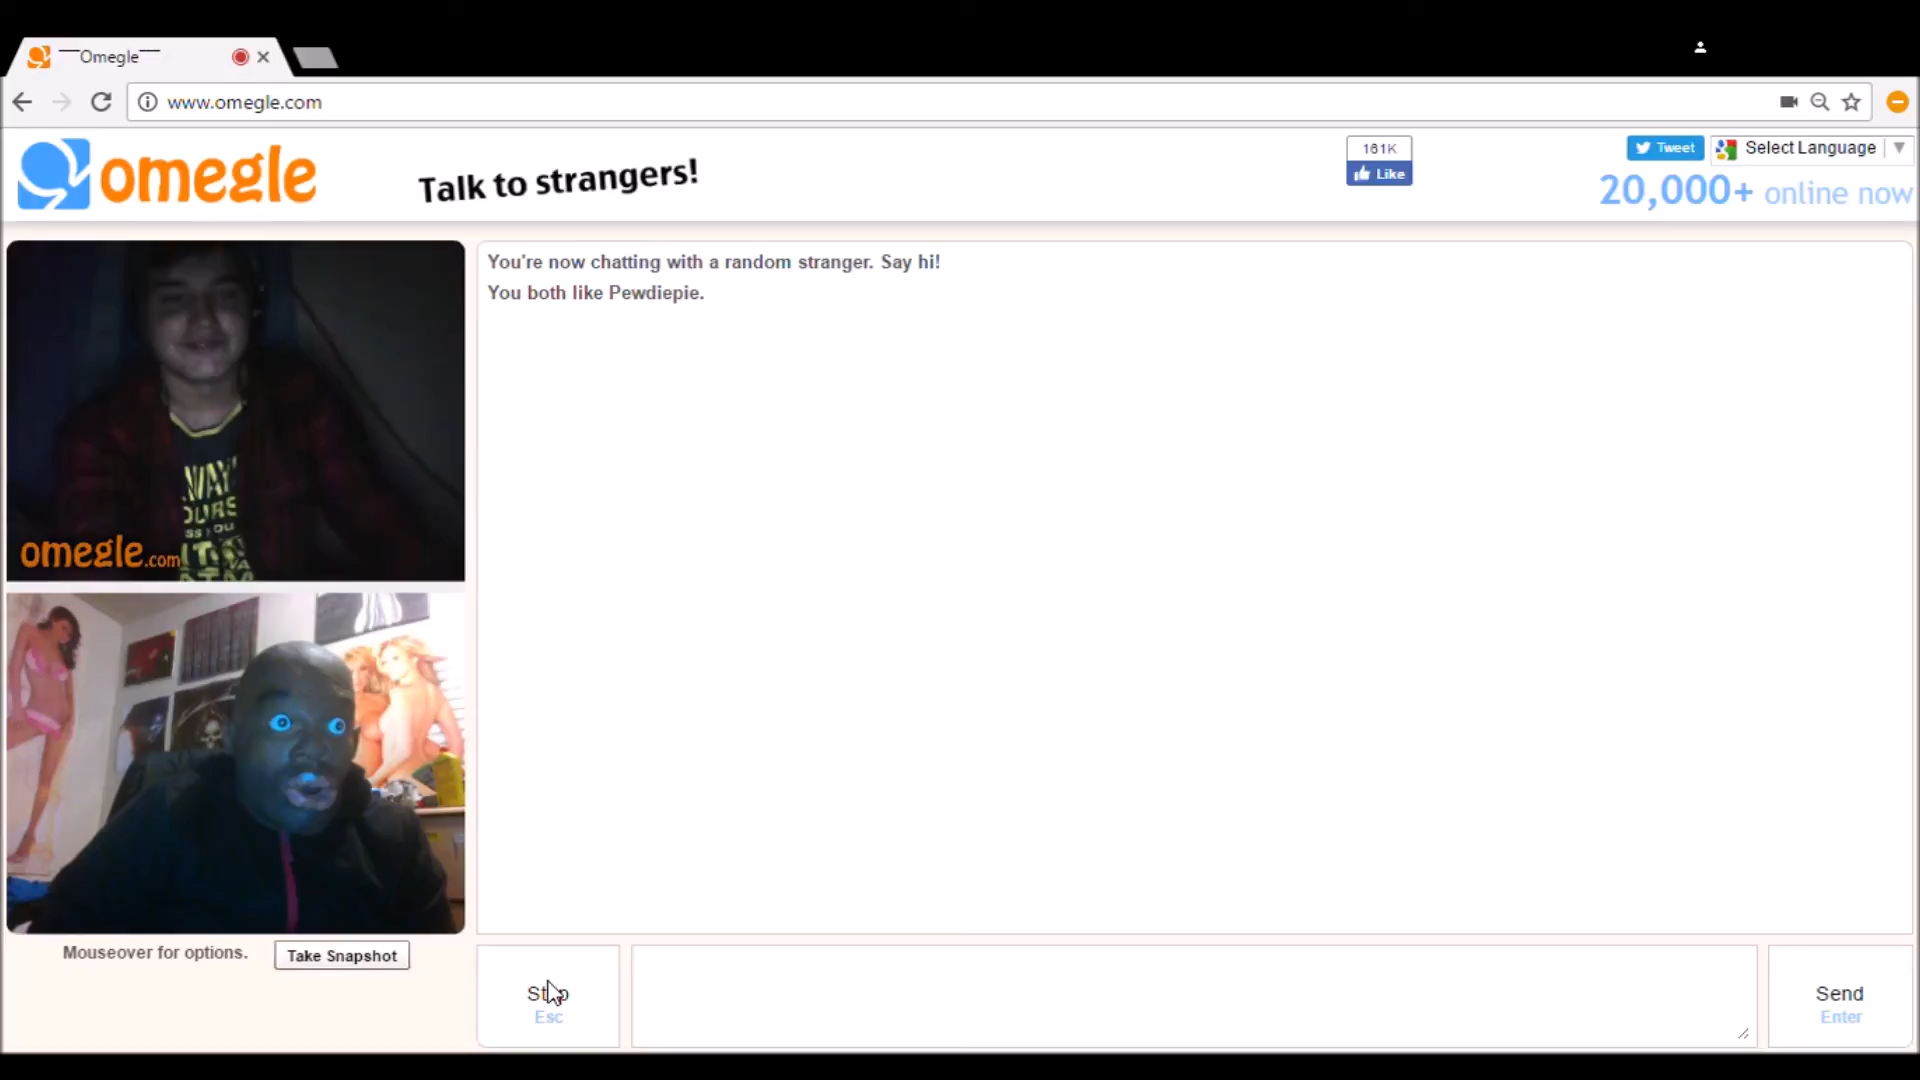 Omegle
www.omegle.com
omegle
Talk to strangers!
161K
Like
Tweet
Select Language
20,000+ online now
You're now chatting with a random stranger. Say hi!
You both like Pewdiepie.
omegle.com
Mouseover for options.
Take Snapshot
Stop
Esc
Send
Enter